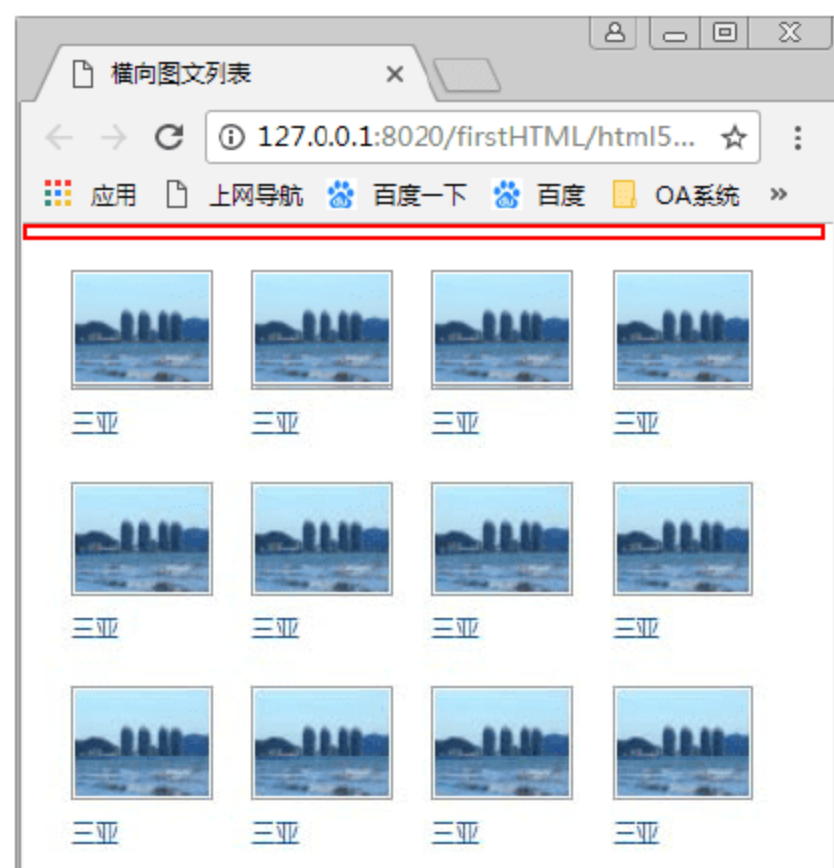 横向图文列表
127.0.0.1:8020/firstHTML/html5...
应用 上网导航 百度一下 百度 OA系统 »
三亚 三亚 三亚 三亚
三亚 三亚 三亚 三亚
三亚 三亚 三亚 三亚